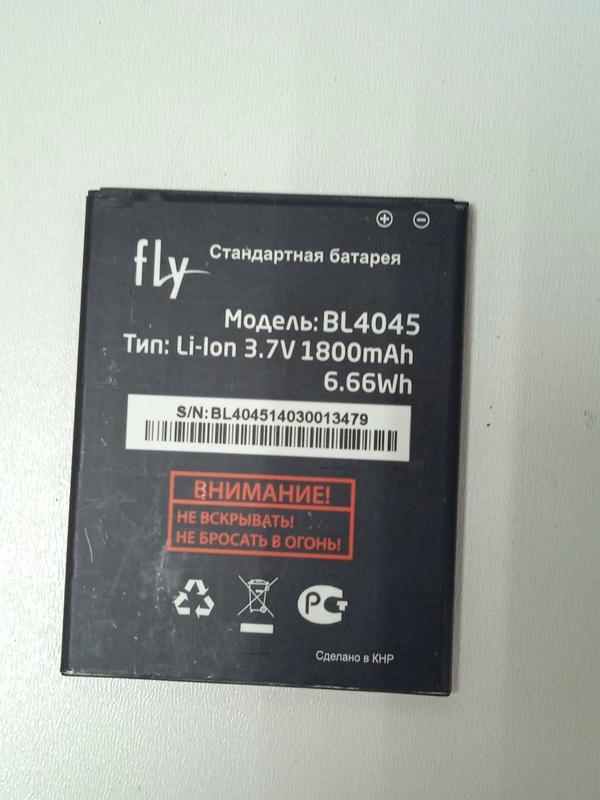 fly Стандартная батарея
Модель: BL4045
Тип: Li-Ion 3.7V 1800mAh
6.66Wh
S/N:BL404514030013479
ВНИМАНИЕ!
НЕ ВСКРЫВАТЬ!
НЕ БРОСАТЬ В ОГОНЬ!
РСТ
Сделано в КНР